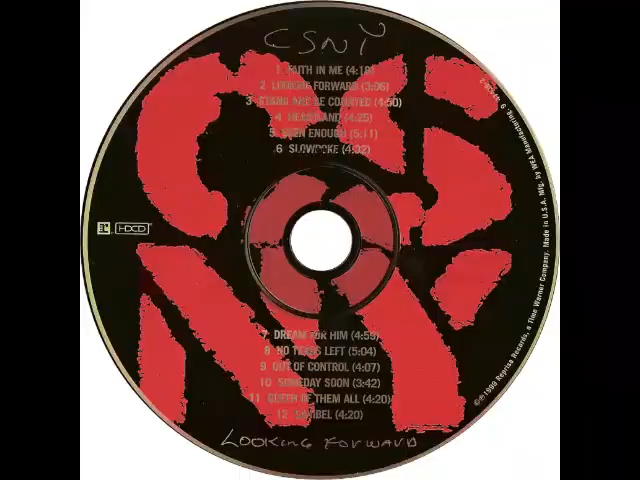 CSNY
1 FAITH IN ME (4:18)
2 LOOKING FORWARD (3:06)
3 STAND AND BE COUNTED (4:50)
4 HEARTLAND (4:25)
5 SEEN ENOUGH (5:11)
6 SLOWPOKE (4:32)
HDCD
7 DREAM FOR HIM (4:59)
8 NO TEARS LEFT (5:04)
9 OUT OF CONTROL (4:07)
10 SOMEDAY SOON (3:42)
11 QUEEN OF THEM ALL (4:20)
12 SANIBEL (4:20)
LOOKING FORWARD
©℗1999 Reprise Records, a Time Warner Company. Made in U.S.A. Mfg. by WEA Manufacturing.